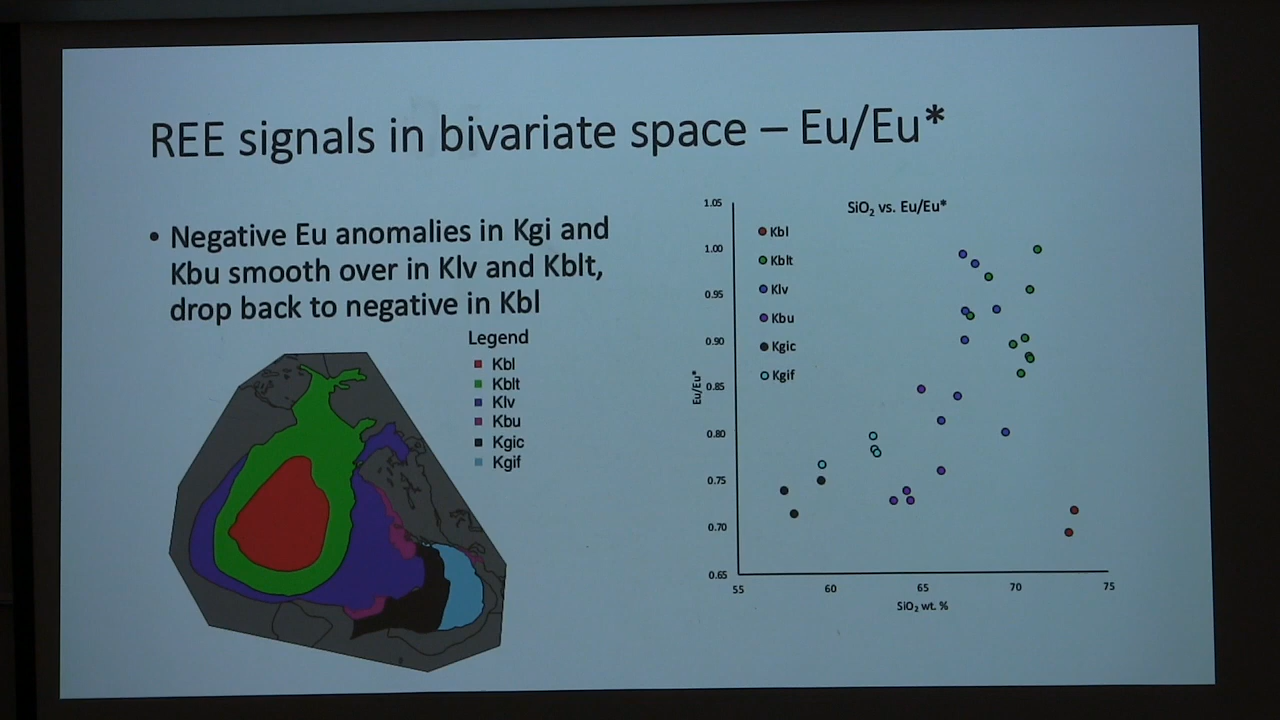 REE signals in bivariate space – Eu/Eu*
• Negative Eu anomalies in Kgi and
Kbu smooth over in Klv and Kblt,
drop back to negative in Kbl
Legend
Kbl
Kblt
Klv
Kbu
Kgic
Kgif
SiO₂ vs. Eu/Eu*
Kbl
Kblt
Klv
Kbu
Kgic
Kgif
Eu/Eu*
1.05
1.00
0.95
0.90
0.85
0.80
0.75
0.70
0.65
55
60
65
70
75
SiO₂ wt. %